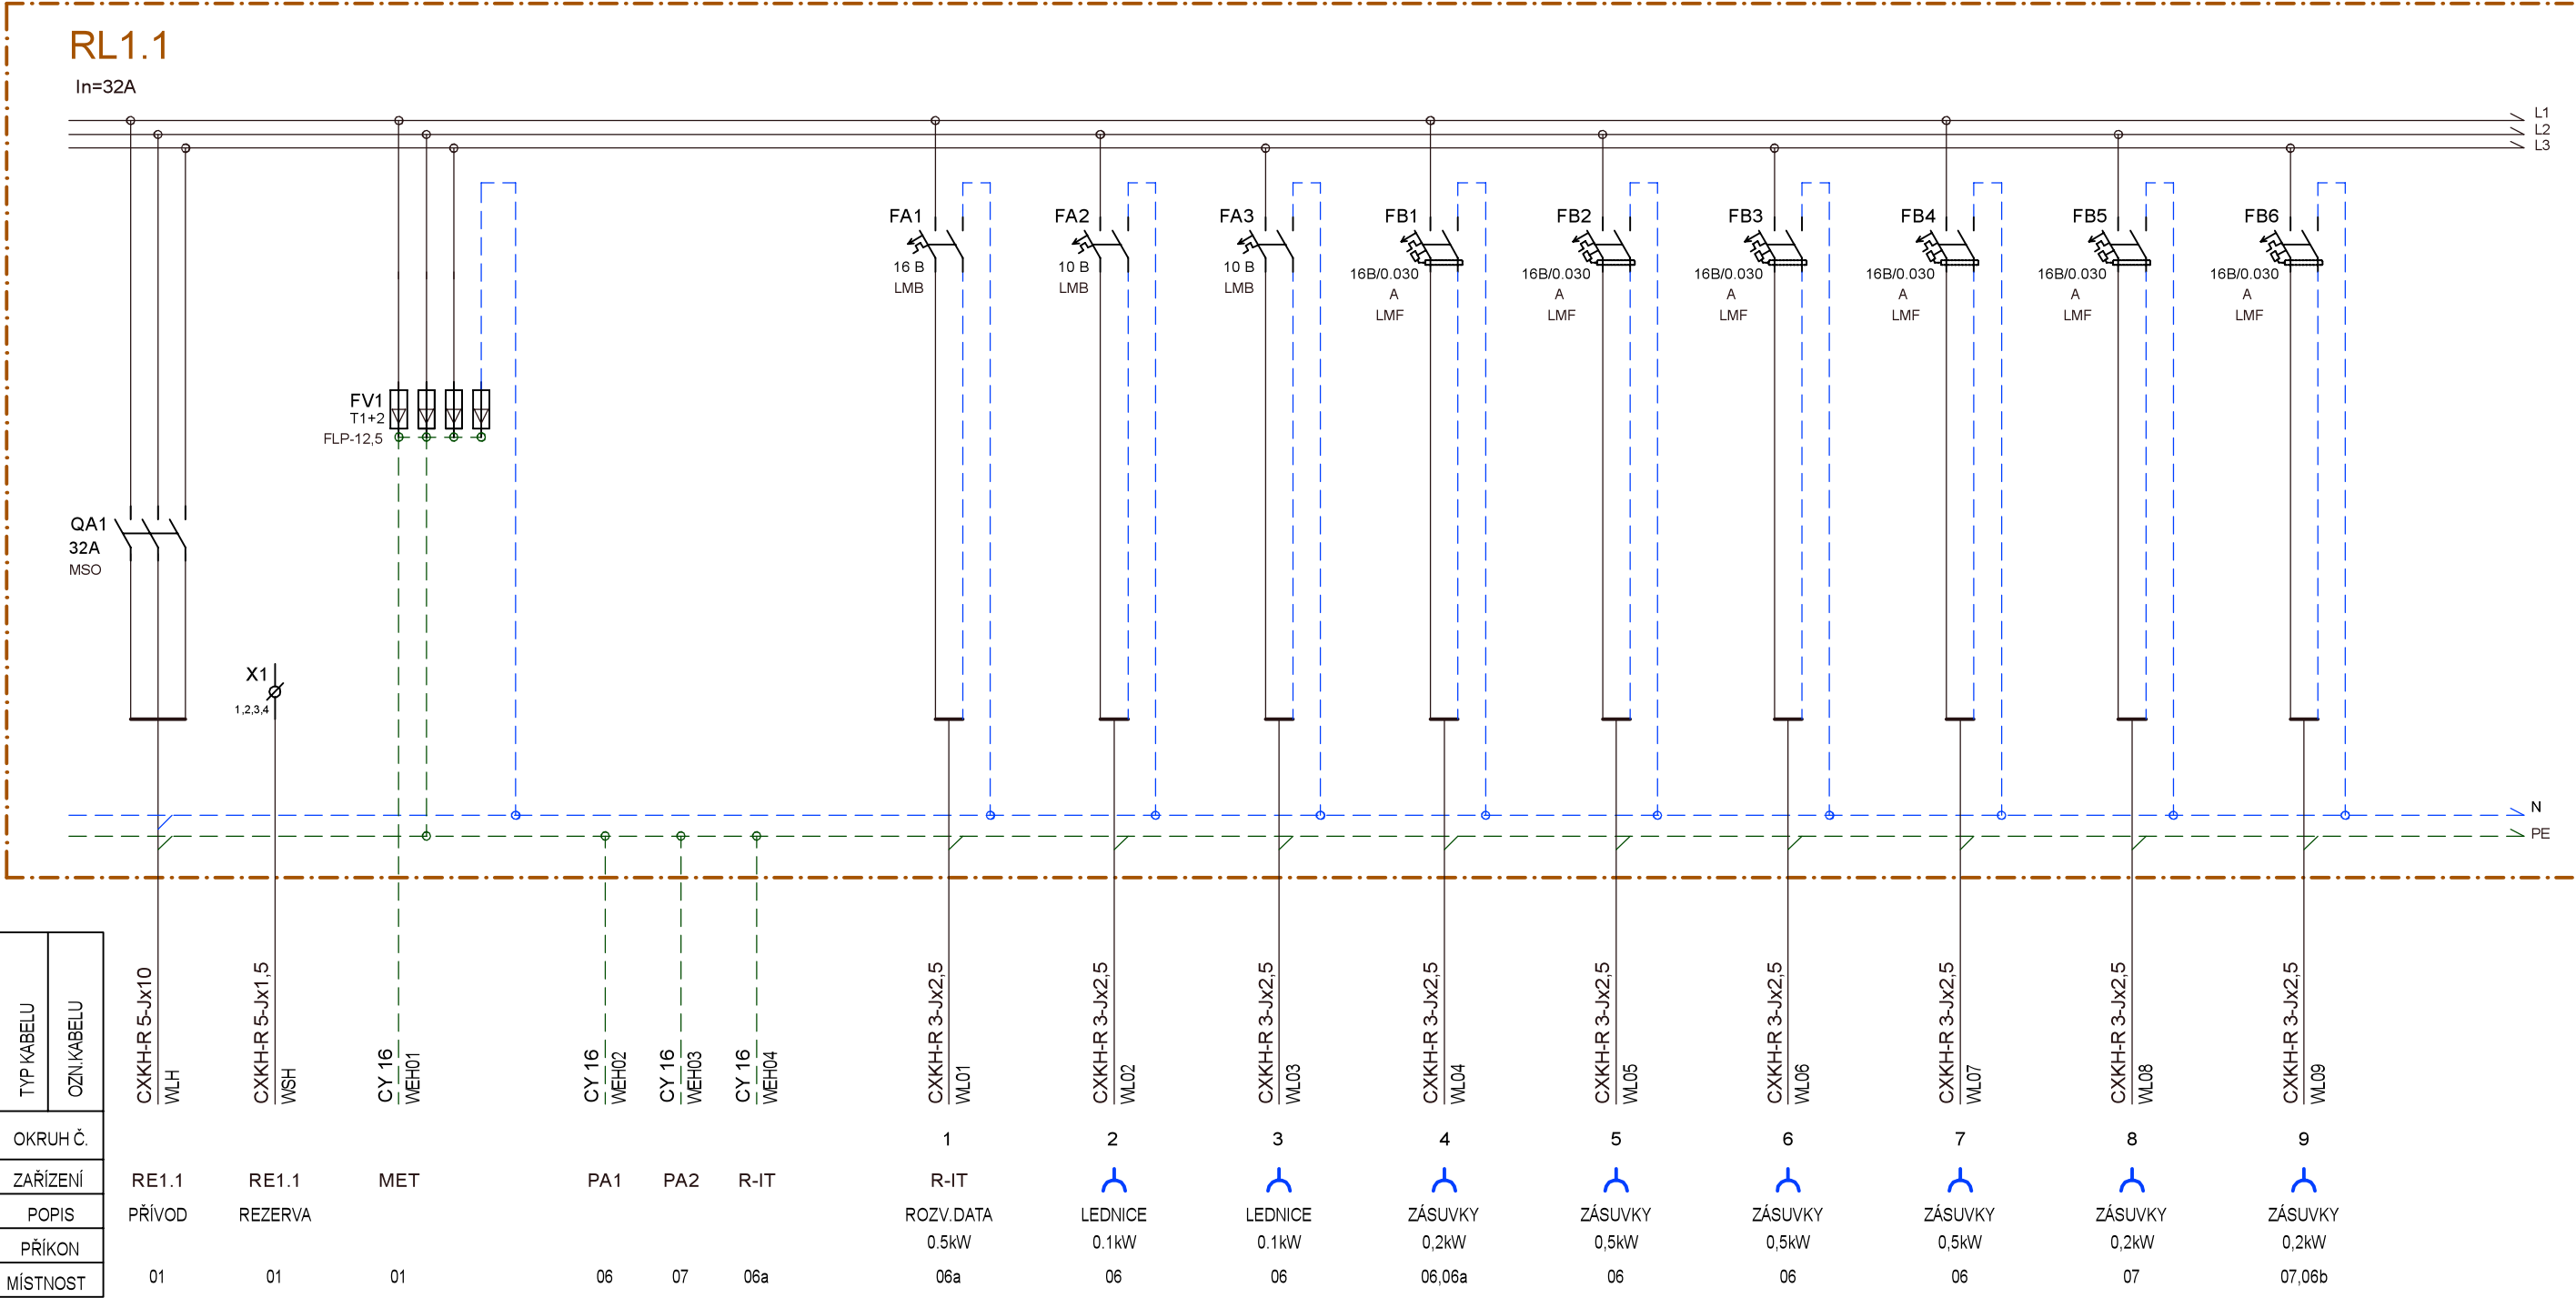 RL1.1
In=32A
L1
L2
L3
FA1
16 B
LMB
FA2
10 B
LMB
FA3
10 B
LMB
FB1
16B/0.030
A
LMF
FB2
16B/0.030
A
LMF
FB3
16B/0.030
A
LMF
FB4
16B/0.030
A
LMF
FB5
16B/0.030
A
LMF
FB6
16B/0.030
A
LMF
FV1
T1+2
FLP-12,5
QA1
32A
MSO
X1
1,2,3,4
N
PE
TYP KABELU
OZN.KABELU
CXKH-R 5-Jx10
WLH
CXKH-R 5-Jx1,5
WSH
CY 16
WEH01
CY 16
WEH02
CY 16
WEH03
CY 16
WEH04
CXKH-R 3-Jx2,5
WL01
CXKH-R 3-Jx2,5
WL02
CXKH-R 3-Jx2,5
WL03
CXKH-R 3-Jx2,5
WL04
CXKH-R 3-Jx2,5
WL05
CXKH-R 3-Jx2,5
WL06
CXKH-R 3-Jx2,5
WL07
CXKH-R 3-Jx2,5
WL08
CXKH-R 3-Jx2,5
WL09
OKRUH Č. 1 2 3 4 5 6 7 8 9
ZAŘÍZENÍ RE1.1 RE1.1 MET PA1 PA2 R-IT R-IT
POPIS PŘÍVOD REZERVA ROZV.DATA LEDNICE LEDNICE ZÁSUVKY ZÁSUVKY ZÁSUVKY ZÁSUVKY ZÁSUVKY ZÁSUVKY
PŘÍKON 0.5kW 0.1kW 0.1kW 0,2kW 0,5kW 0,5kW 0,5kW 0,2kW 0,2kW
MÍSTNOST 01 01 01 06 07 06a 06a 06 06 06,06a 06 06 06 07 07,06b